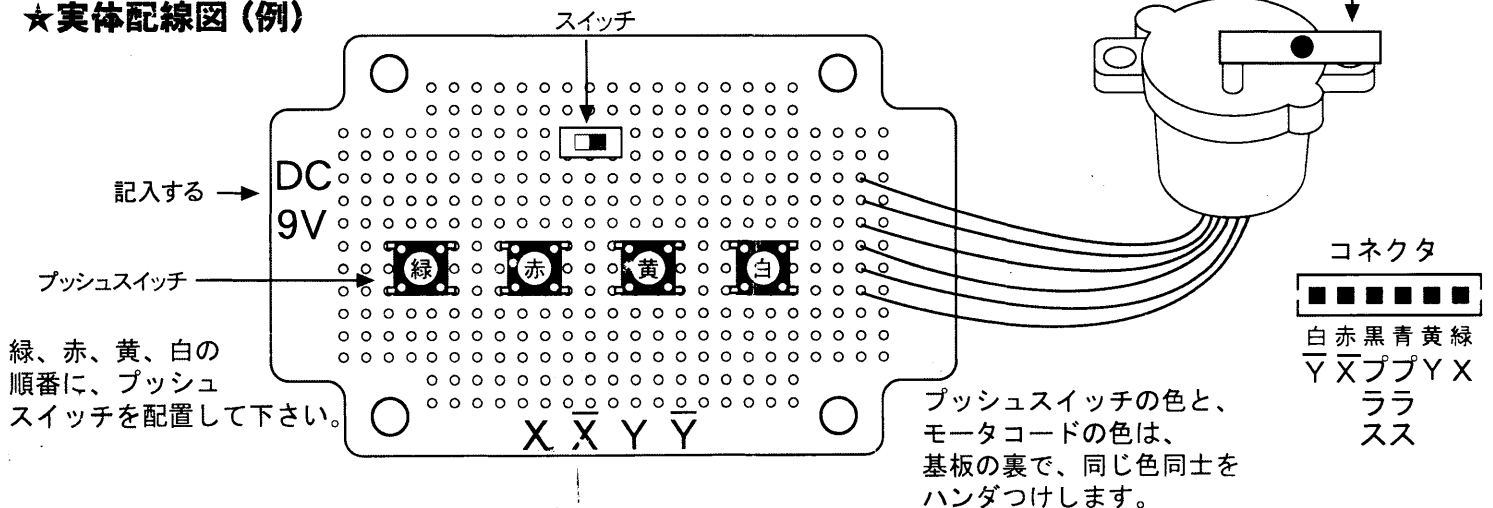 ★実体配線図（例）
スイッチ
記入する
DC
9V
プッシュスイッチ
緑 赤 黄 白
緑、赤、黄、白の
順番に、プッシュ
スイッチを配置して下さい。
X X̅ Y Y̅
プッシュスイッチの色と、
モータコードの色は、
基板の裏で、同じ色同士を
ハンダつけします。
コネクタ
白 赤 黒 青 黄 緑
Y̅ X̅ プラス プラス Y X